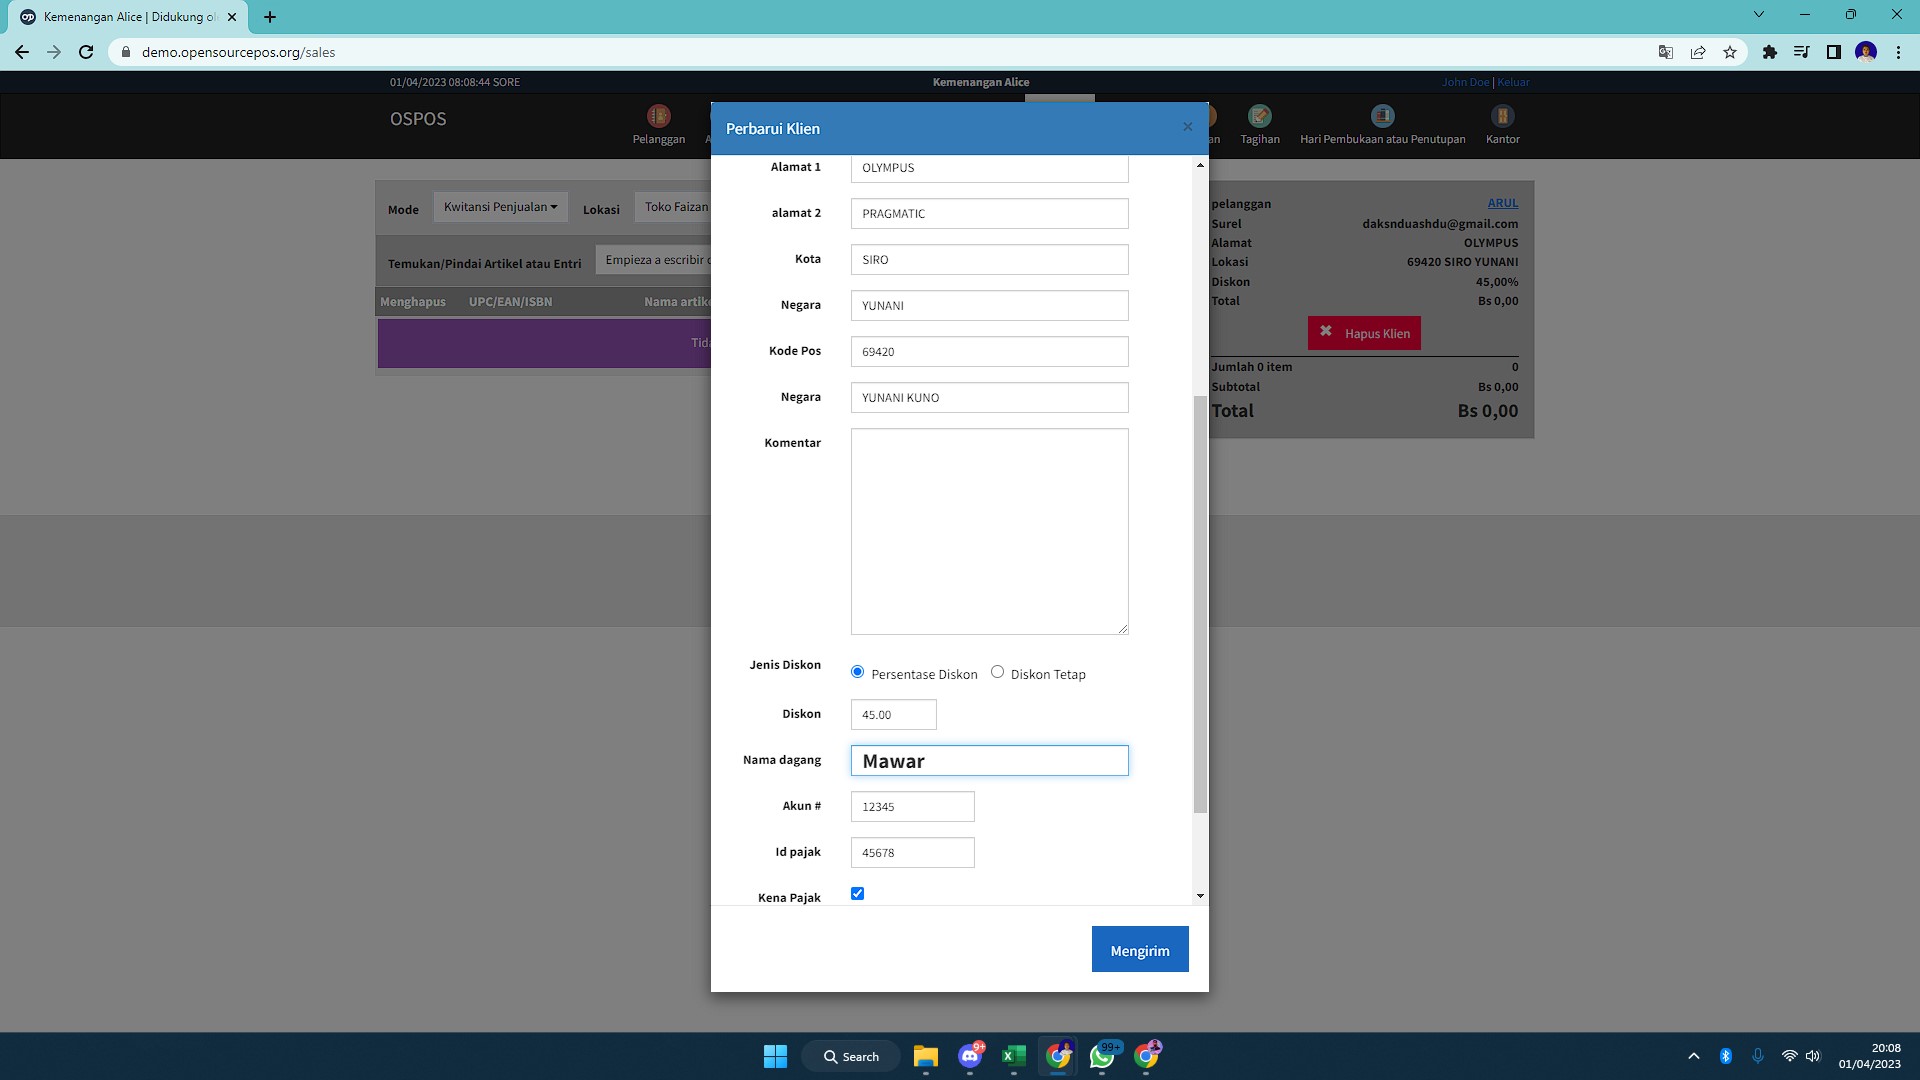 Kemenangan Alice | Didukung ol
demo.opensourcepos.org/sales
01/04/2023 08:08:44 SORE
Kemenangan Alice
John Doe | Keluar
OSPOS
Pelanggan
A
an
Tagihan
Hari Pembukaan atau Penutupan
Kantor
Perbarui Klien
×
Mode
Kwitansi Penjualan
Lokasi
Toko Faizan
Temukan/Pindai Artikel atau Entri
Empieza a escribir o
Menghapus
UPC/EAN/ISBN
Nama artike
Tida
Alamat 1
OLYMPUS
alamat 2
PRAGMATIC
Kota
SIRO
Negara
YUNANI
Kode Pos
69420
Negara
YUNANI KUNO
Komentar
Jenis Diskon
Persentase Diskon
Diskon Tetap
Diskon
45.00
Nama dagang
Mawar
Akun #
12345
Id pajak
45678
Kena Pajak
Mengirim
pelanggan
ARUL
Surel
daksnduashdu@gmail.com
Alamat
OLYMPUS
Lokasi
69420 SIRO YUNANI
Diskon
45,00%
Total
Bs 0,00
Hapus Klien
Jumlah 0 item
0
Subtotal
Bs 0,00
Total
Bs 0,00
Search
9+
99+
20:08
01/04/2023